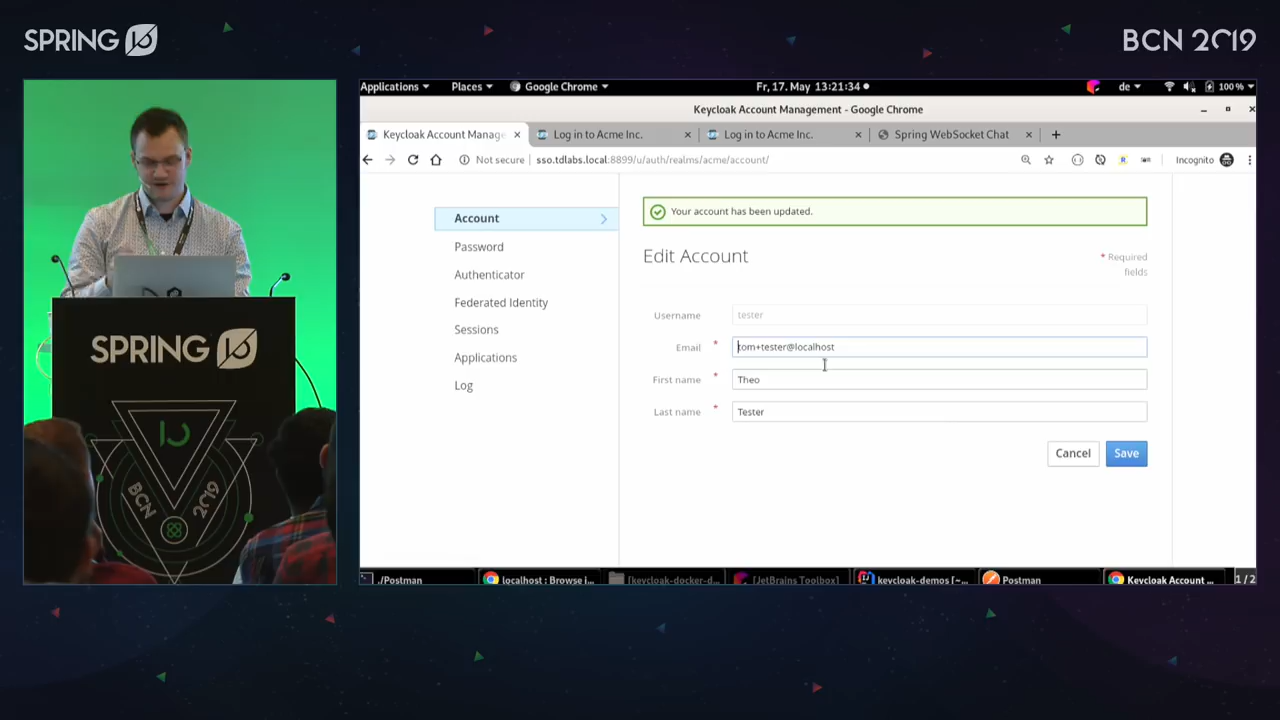 SPRING I/O
BCN 2019
Applications
Places
Google Chrome
Fr, 17. May 13:21:34
de
100 %
Keycloak Account Management - Google Chrome
Keycloak Account Manage
Log in to Acme Inc.
Log in to Acme Inc.
Spring WebSocket Chat
Not secure
sso.tdlabs.local:8899/u/auth/realms/acme/account/
Incognito
Account
Password
Authenticator
Federated Identity
Sessions
Applications
Log
Your account has been updated.
Edit Account
* Required
fields
Username
tester
Email *
tom+tester@localhost
First name *
Theo
Last name *
Tester
Cancel
Save
./Postman
localhost : Browse i...
[keycloak-docker-d...
[JetBrains Toolbox]
keycloak-demos [~...
Postman
Keycloak Account ...
1 / 2
SPRING I/O
I/O
BCN
2019